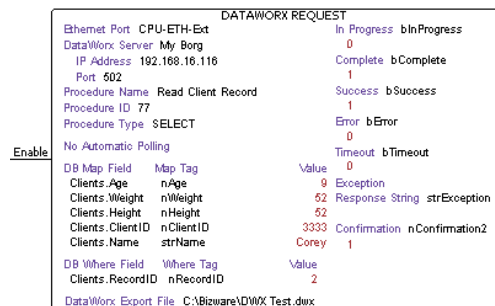 DATAWORX REQUEST
Ethernet Port CPU-ETH-Ext
DataWorx Server My Borg
IP Address 192.168.16.116
Port 502
Procedure Name Read Client Record
Procedure ID 77
Procedure Type SELECT
No Automatic Polling
Enable
DB Map Field Map Tag Value
Clients.Age nAge 9
Clients.Weight nWeight 52
Clients.Height nHeight 52
Clients.ClientID nClientID 3333
Clients.Name strName Corey
DB Where Field Where Tag Value
Clients.RecordID nRecordID 2
DataWorx Export File C:\Bizware\DWX Test.dwx
In Progress bInProgress
0
Complete bComplete
1
Success bSuccess
1
Error bError
0
Timeout bTimeout
0
Exception
Response String strException
Confirmation nConfirmation2
1